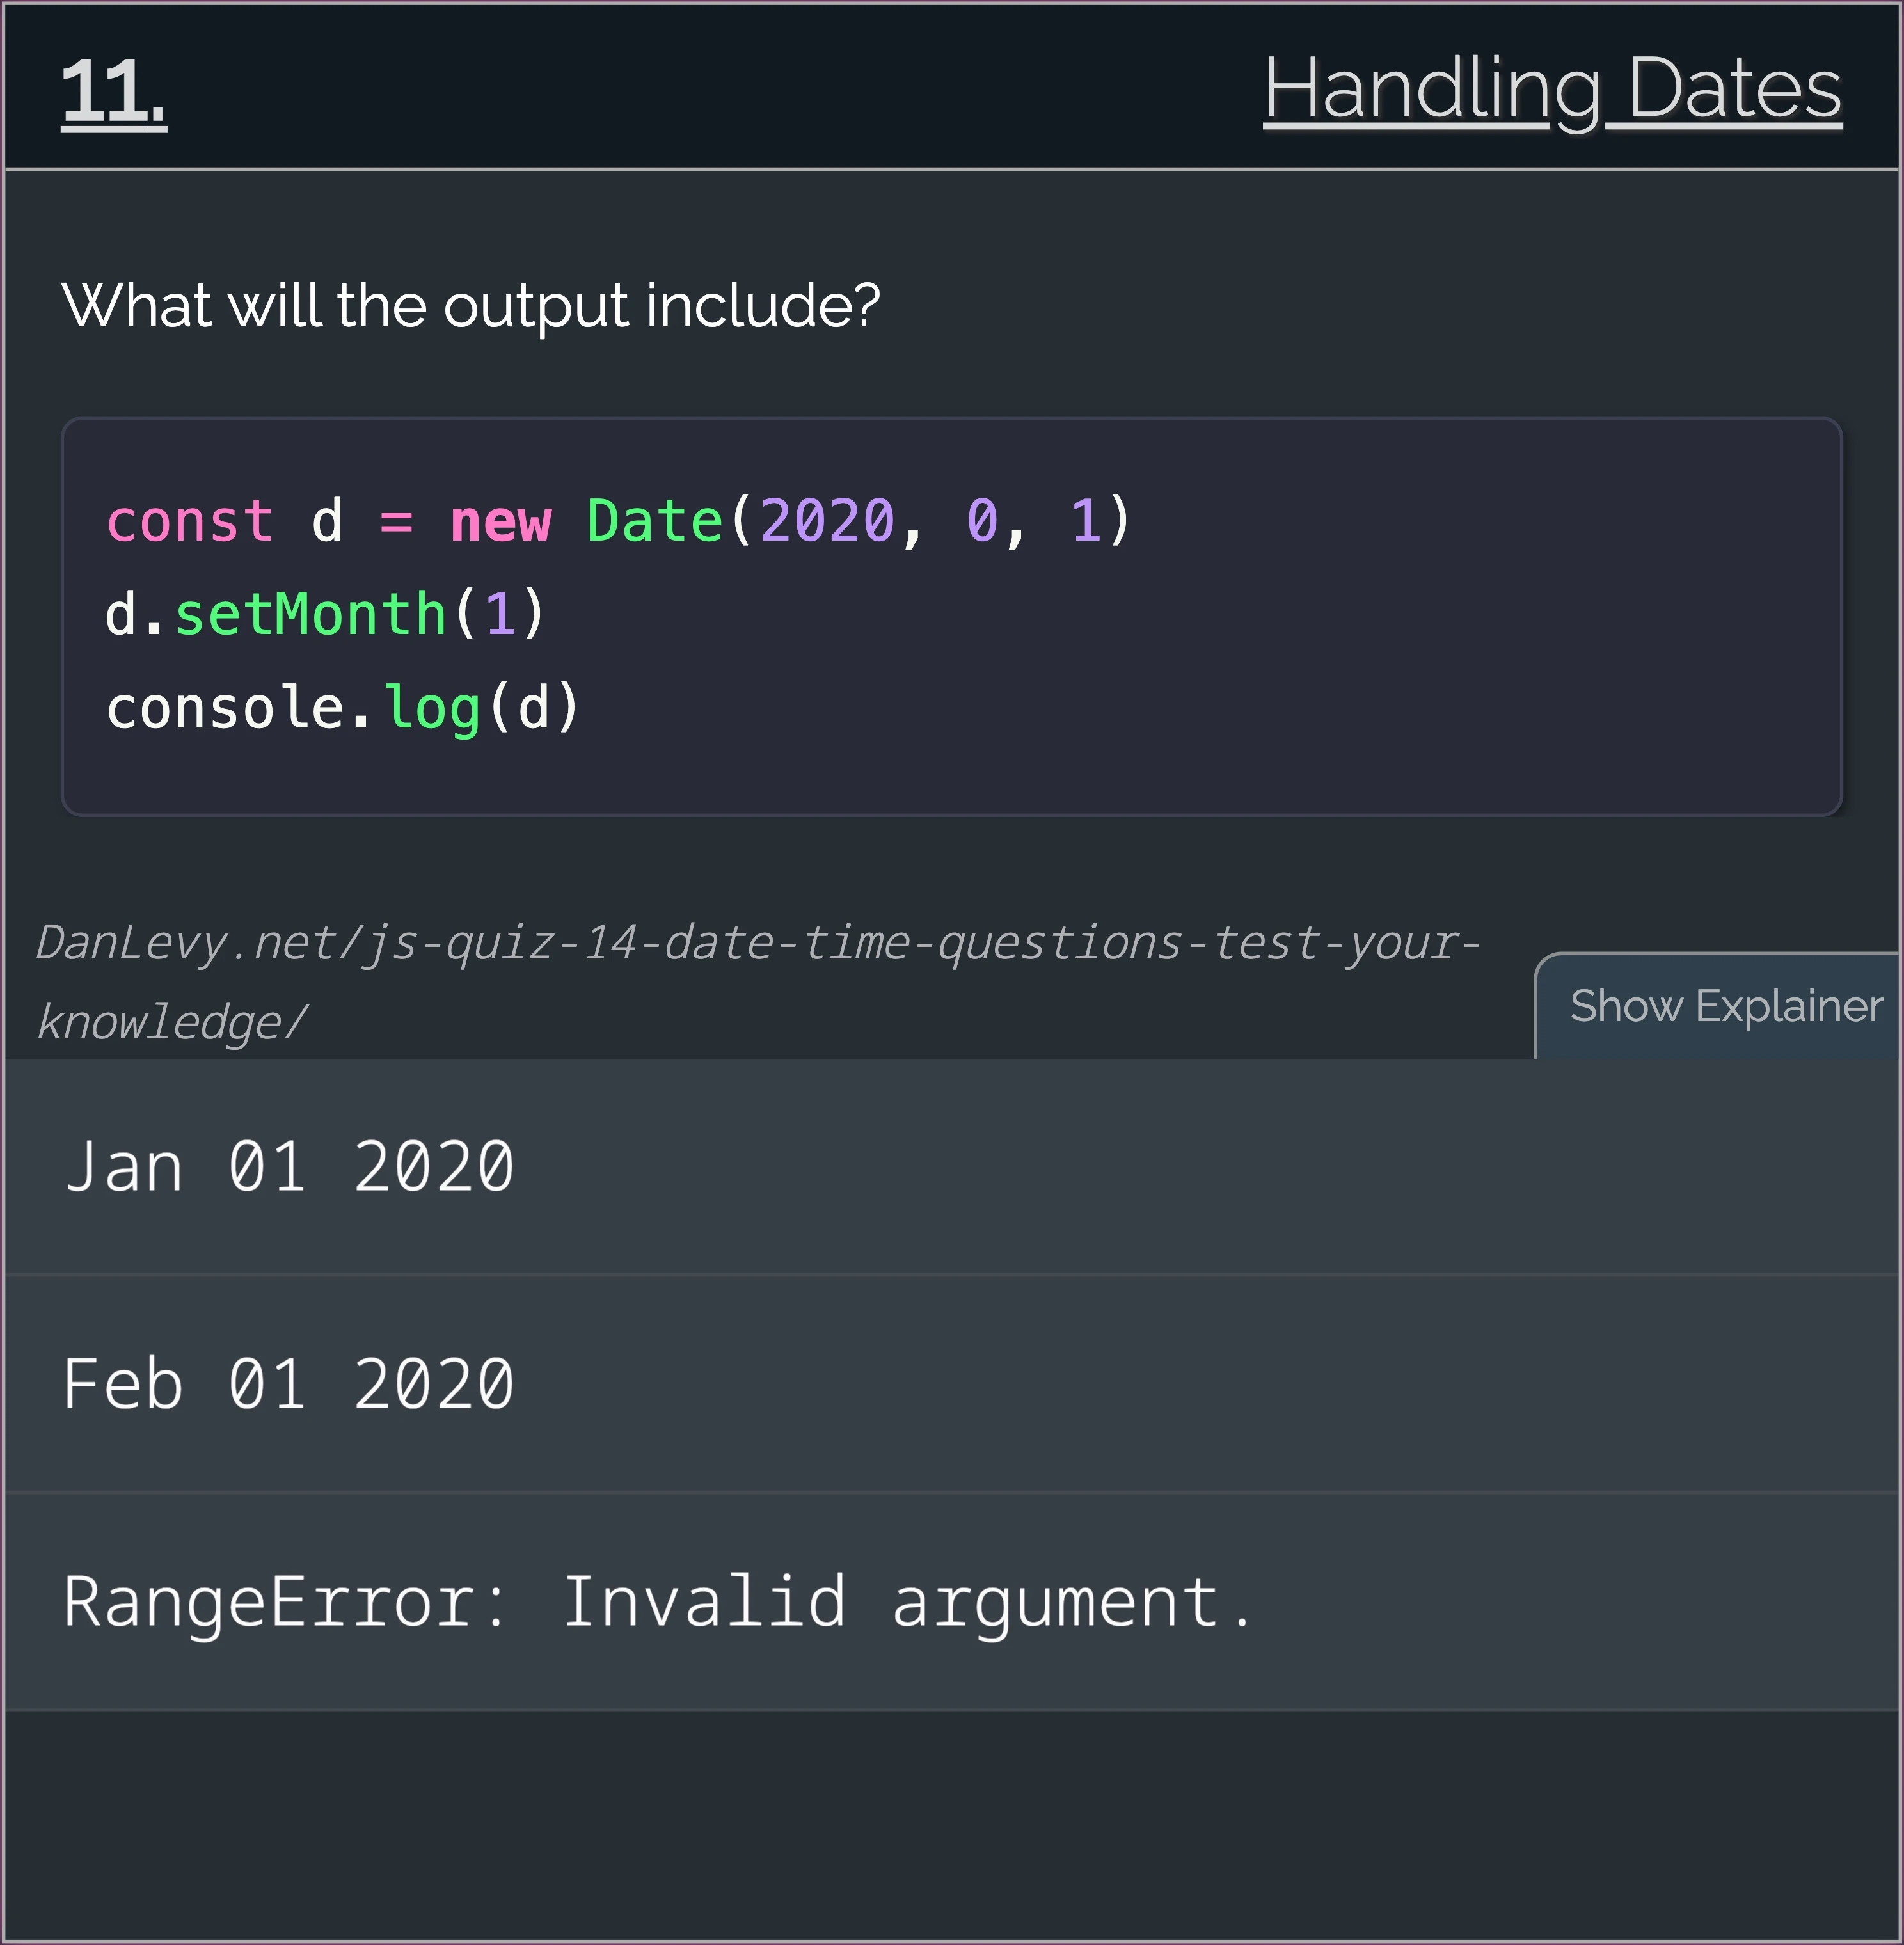 11.
Handling Dates
What will the output include?
const d = new Date(2020, 0, 1)
d.setMonth(1)
console.log(d)
DanLevy.net/js-quiz-14-date-time-questions-test-your-
knowledge/
Show Explainer
Jan 01 2020
Feb 01 2020
RangeError: Invalid argument.